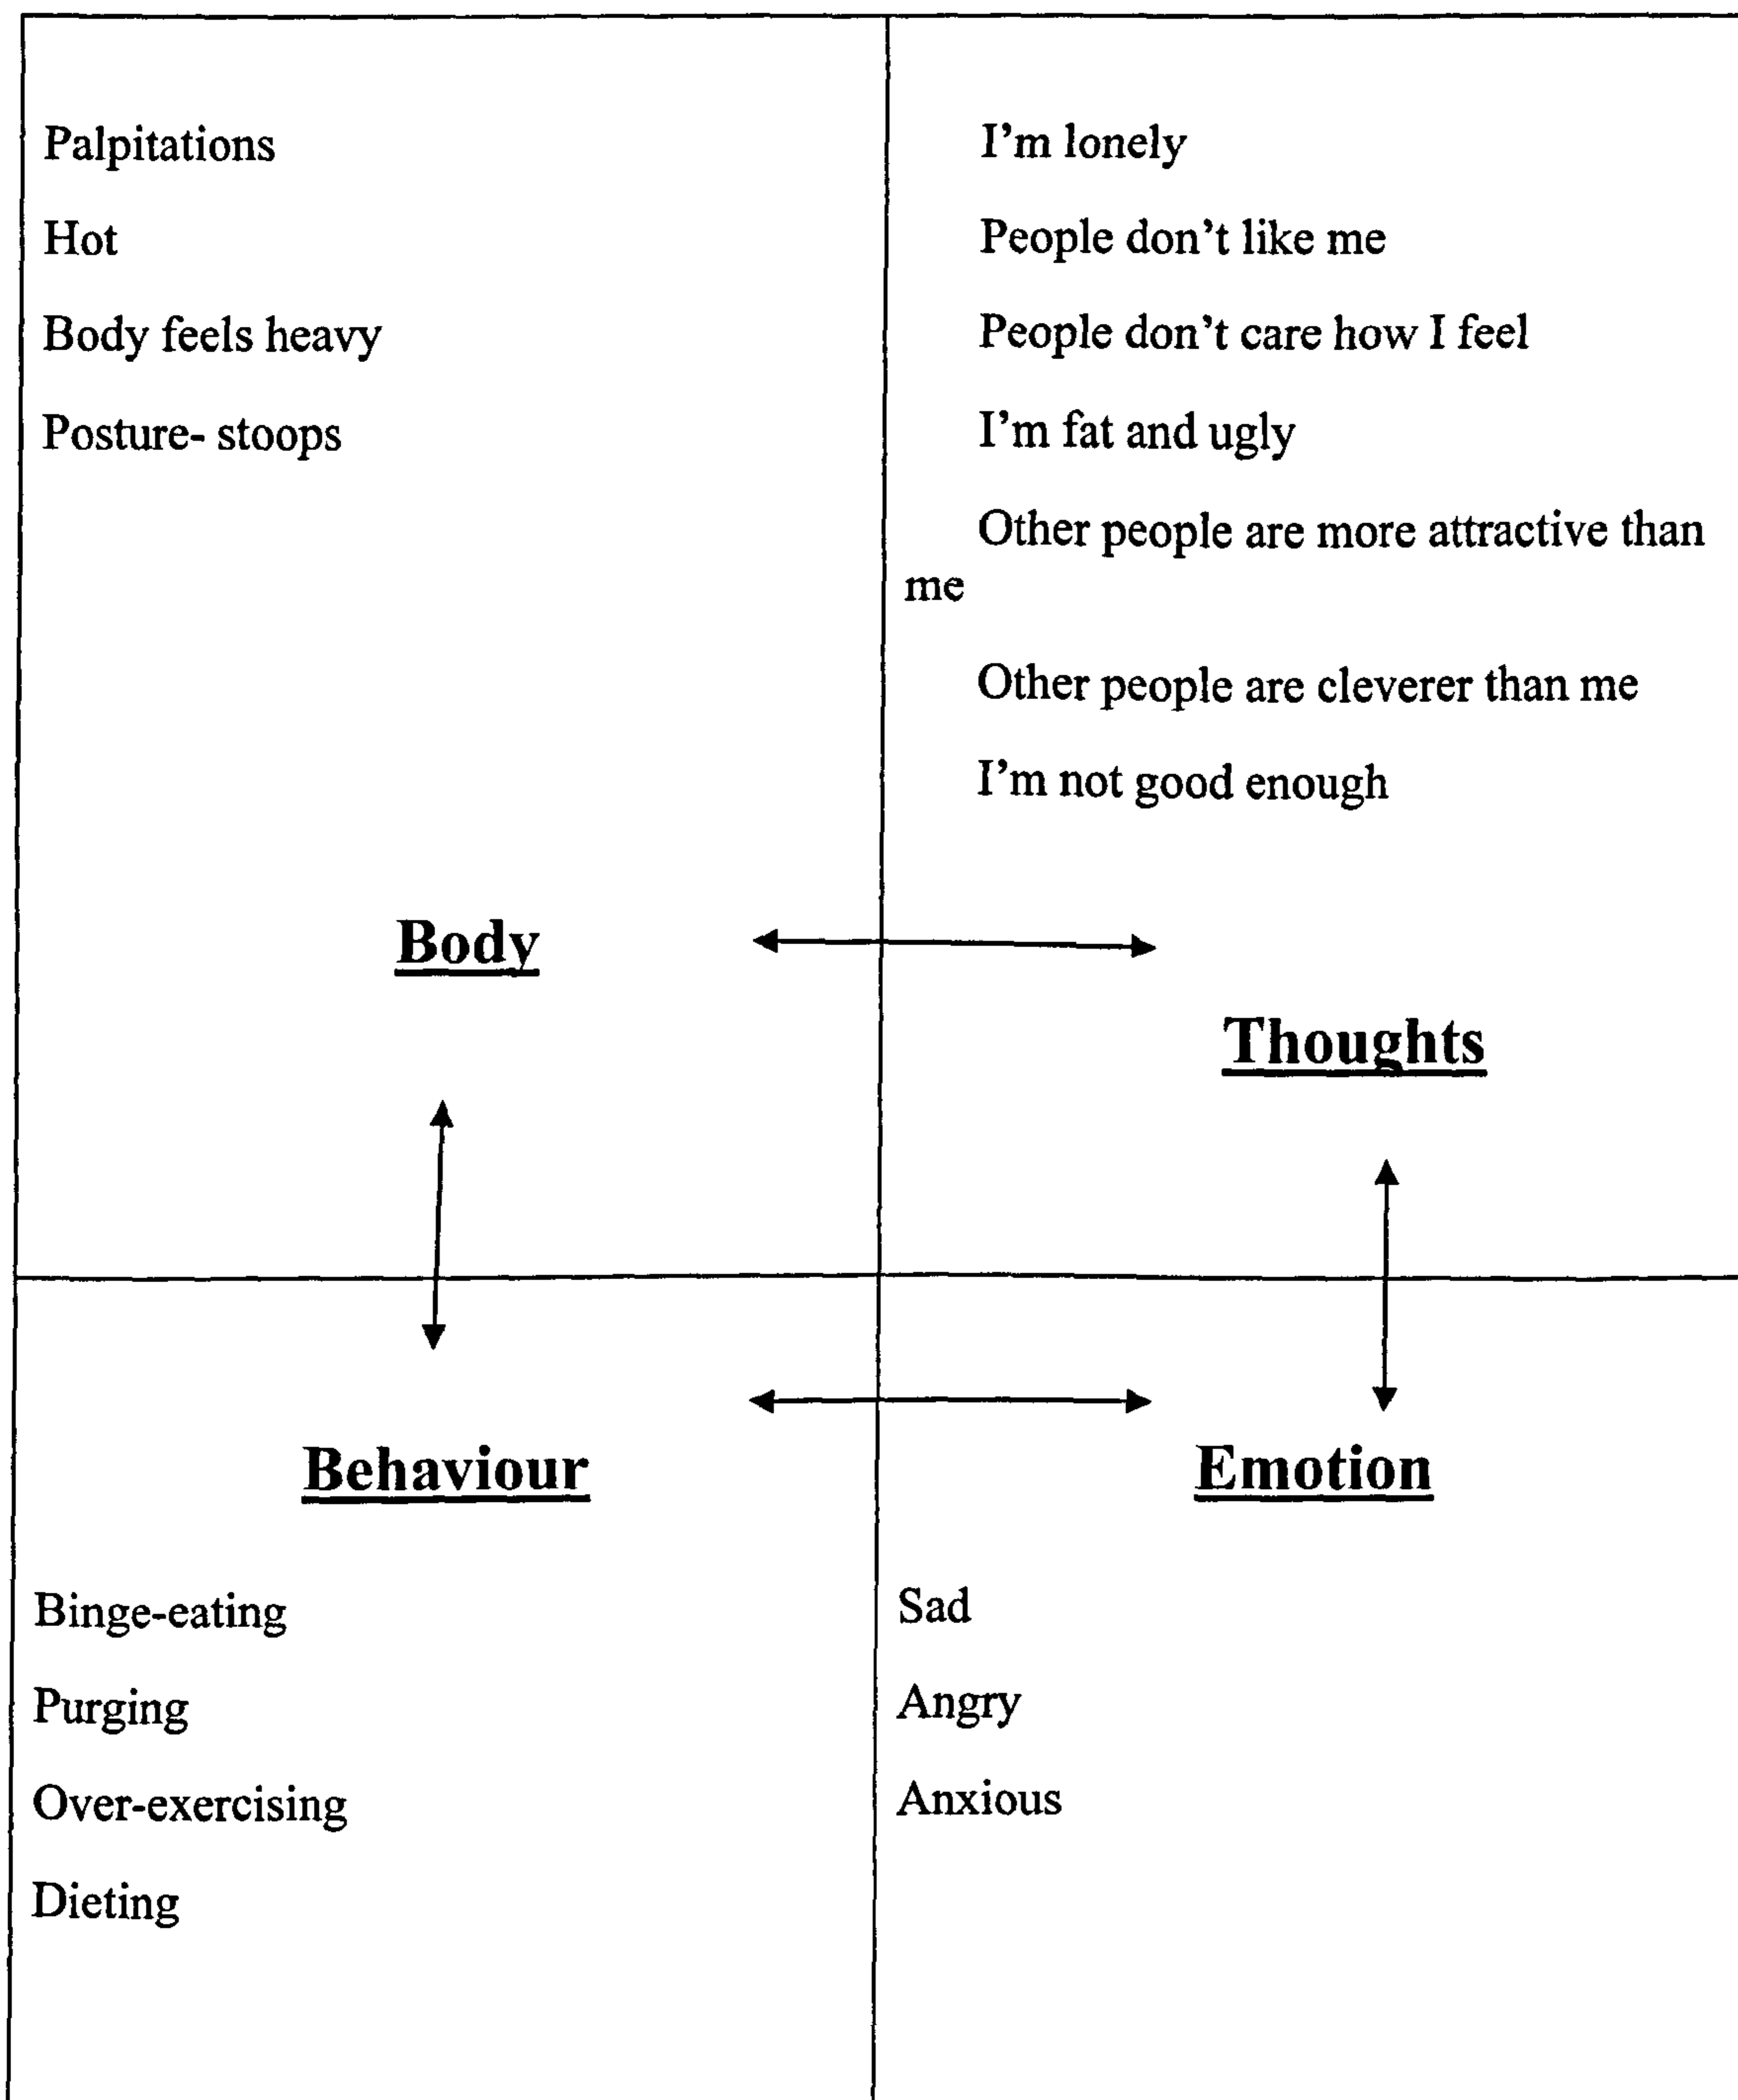 Palpitations
Hot
Body feels heavy
Posture- stoops
Body
I'm lonely
People don't like me
People don't care how I feel
I'm fat and ugly
Other people are more attractive than
me
Other people are cleverer than me
I'm not good enough
Thoughts
Behaviour
Binge-eating
Purging
Over-exercising
Dieting
Emotion
Sad
Angry
Anxious